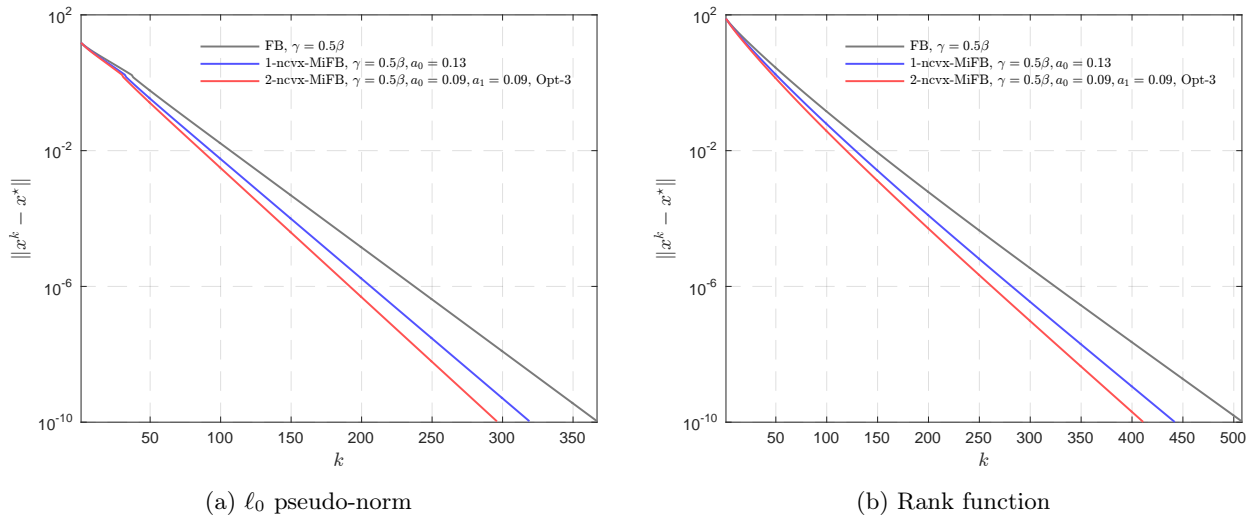 10^2
10^-2
10^-6
10^-10
‖x^k − x^⋆‖
50 100 150 200 250 300 350
k
FB, γ = 0.5β
1-ncvx-MiFB, γ = 0.5β, a_0 = 0.13
2-ncvx-MiFB, γ = 0.5β, a_0 = 0.09, a_1 = 0.09, Opt-3
(a) ℓ_0 pseudo-norm
10^2
10^-2
10^-6
10^-10
‖x^k − x^⋆‖
50 100 150 200 250 300 350 400 450 500
k
FB, γ = 0.5β
1-ncvx-MiFB, γ = 0.5β, a_0 = 0.13
2-ncvx-MiFB, γ = 0.5β, a_0 = 0.09, a_1 = 0.09, Opt-3
(b) Rank function